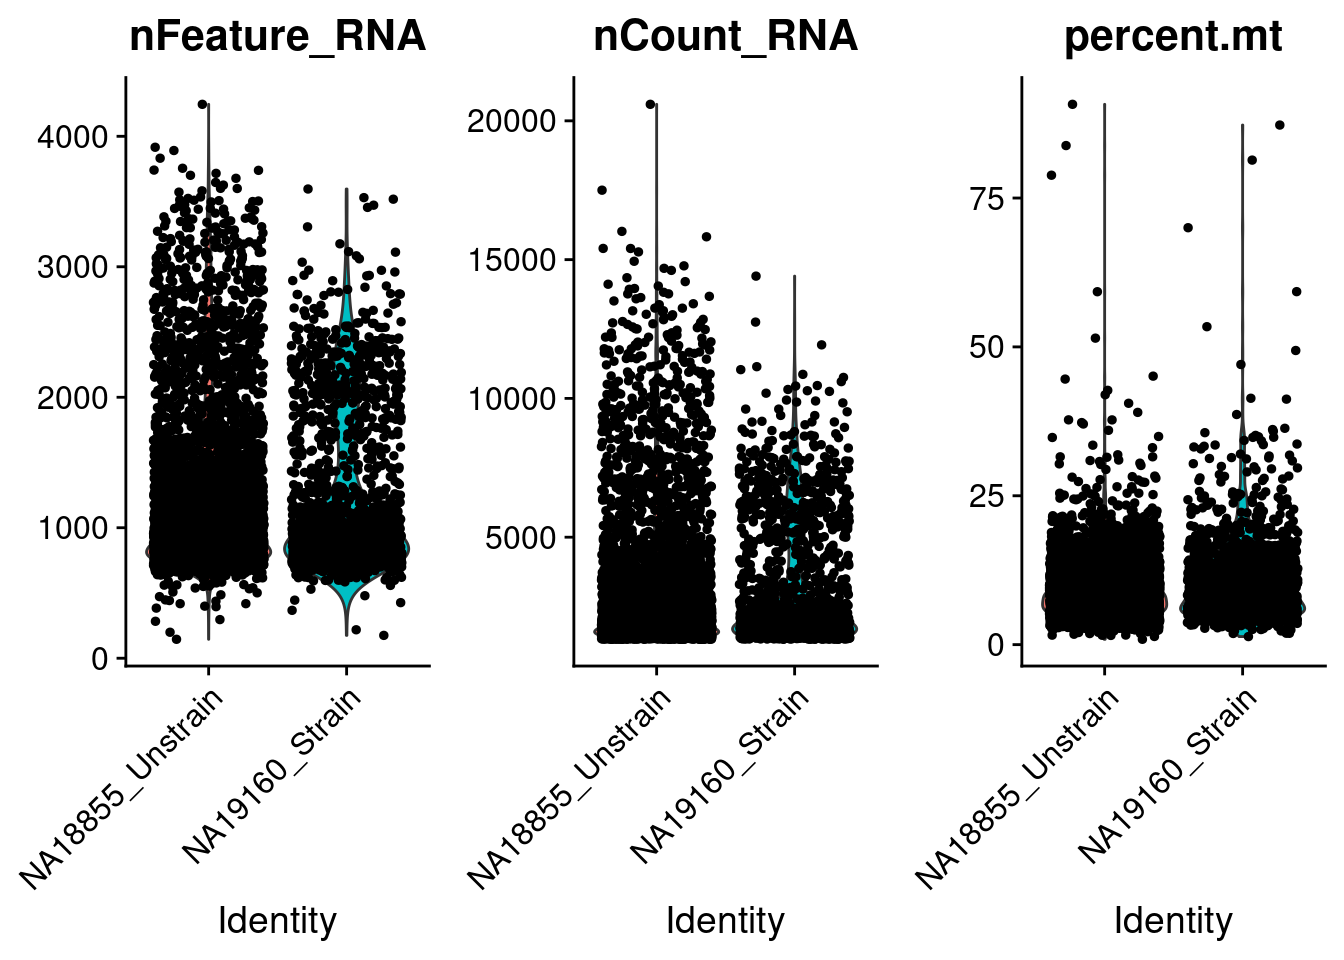 nFeature_RNA
4000
3000
2000
1000
0
NA18855_Unstrain
NA19160_Strain
Identity
nCount_RNA
20000
15000
10000
5000
NA18855_Unstrain
NA19160_Strain
Identity
percent.mt
75
50
25
0
NA18855_Unstrain
NA19160_Strain
Identity